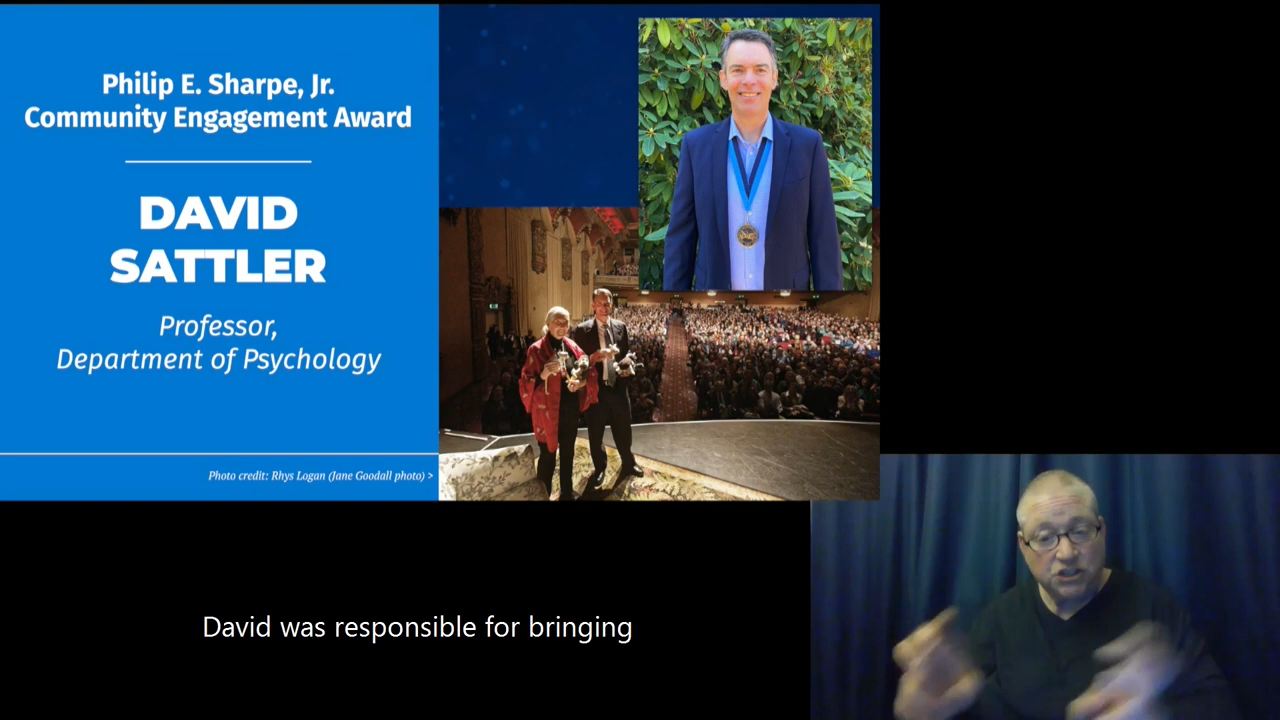 Philip E. Sharpe, Jr.
Community Engagement Award
DAVID
SATTLER
Professor,
Department of Psychology
Photo credit: Rhys Logan (Jane Goodall photo) >
David was responsible for bringing